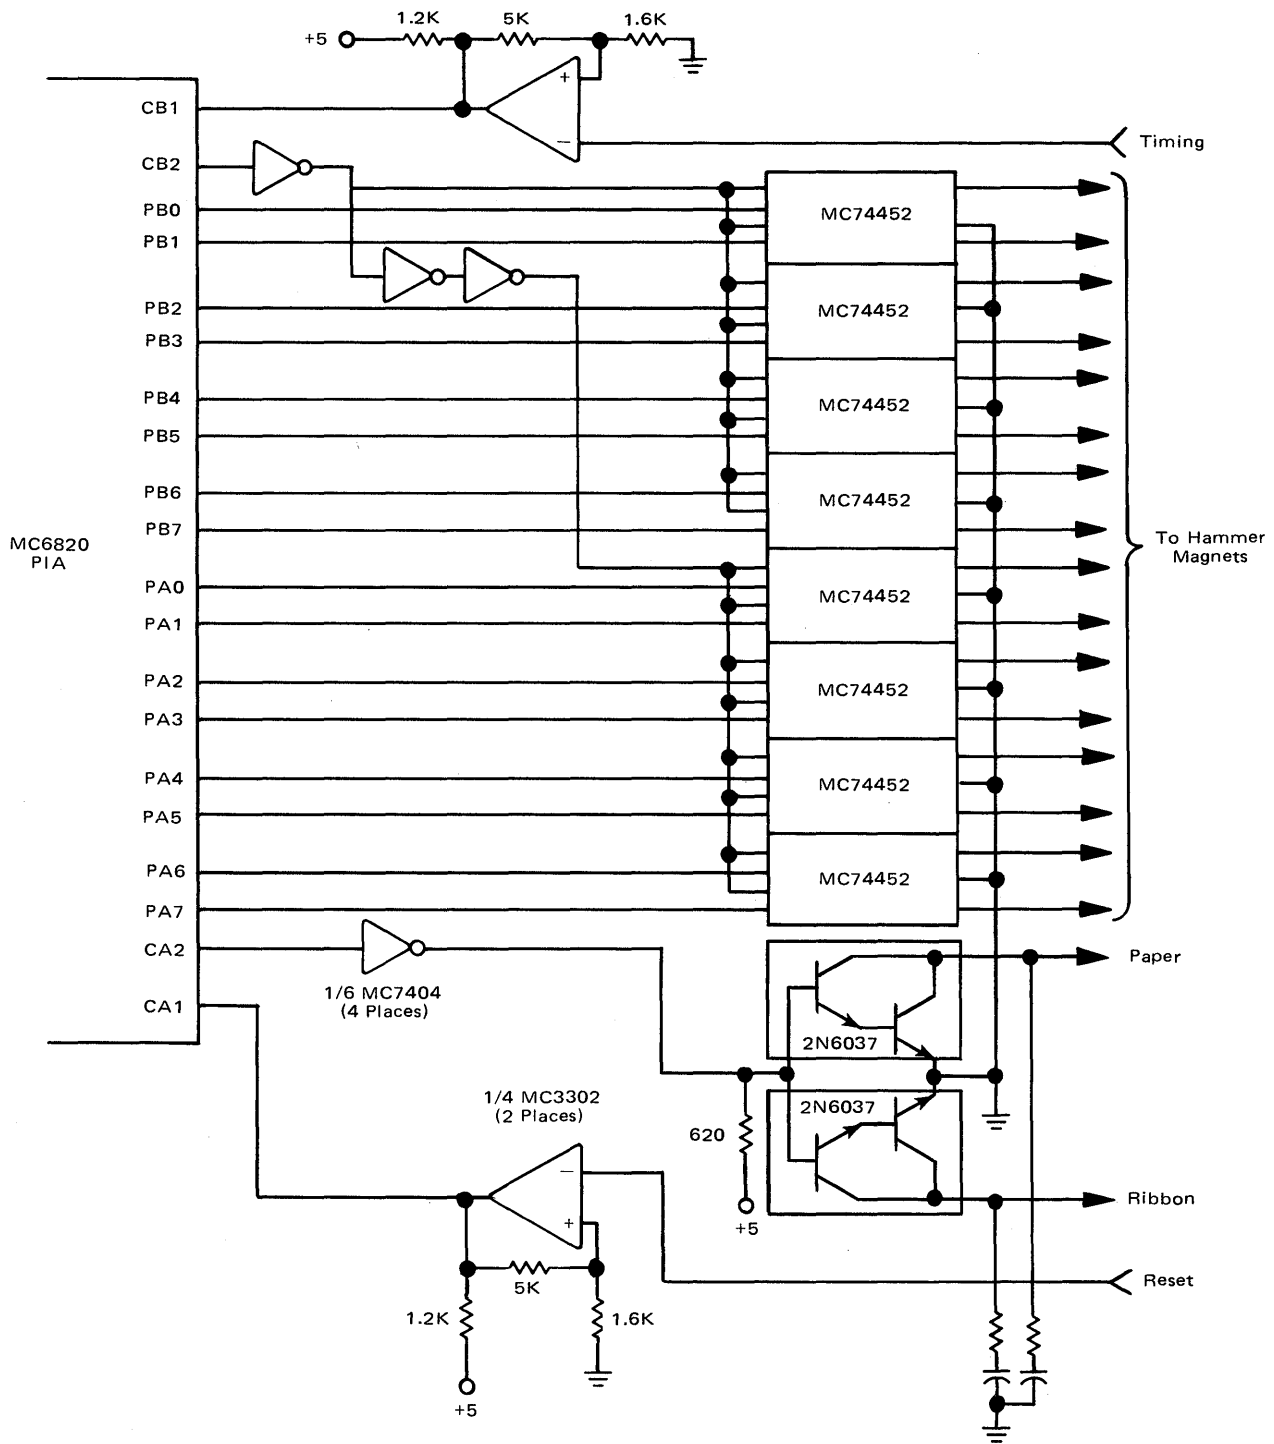 1.2K
5K
1.6K
+5
+
CB1
−
Timing
CB2
PB0
MC74452
PB1
PB2
MC74452
PB3
PB4
MC74452
PB5
PB6
MC74452
PB7
MC6820
PIA
To Hammer
Magnets
PA0
MC74452
PA1
PA2
MC74452
PA3
PA4
MC74452
PA5
PA6
MC74452
PA7
CA2
Paper
1/6 MC7404
(4 Places)
CA1
2N6037
1/4 MC3302
(2 Places)
2N6037
620
−
+
Ribbon
+5
Reset
5K
1.2K
1.6K
+5